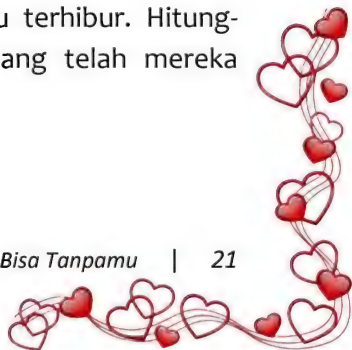 u terhibur. Hitung-
ang telah mereka
Bisa Tanpamu | 21